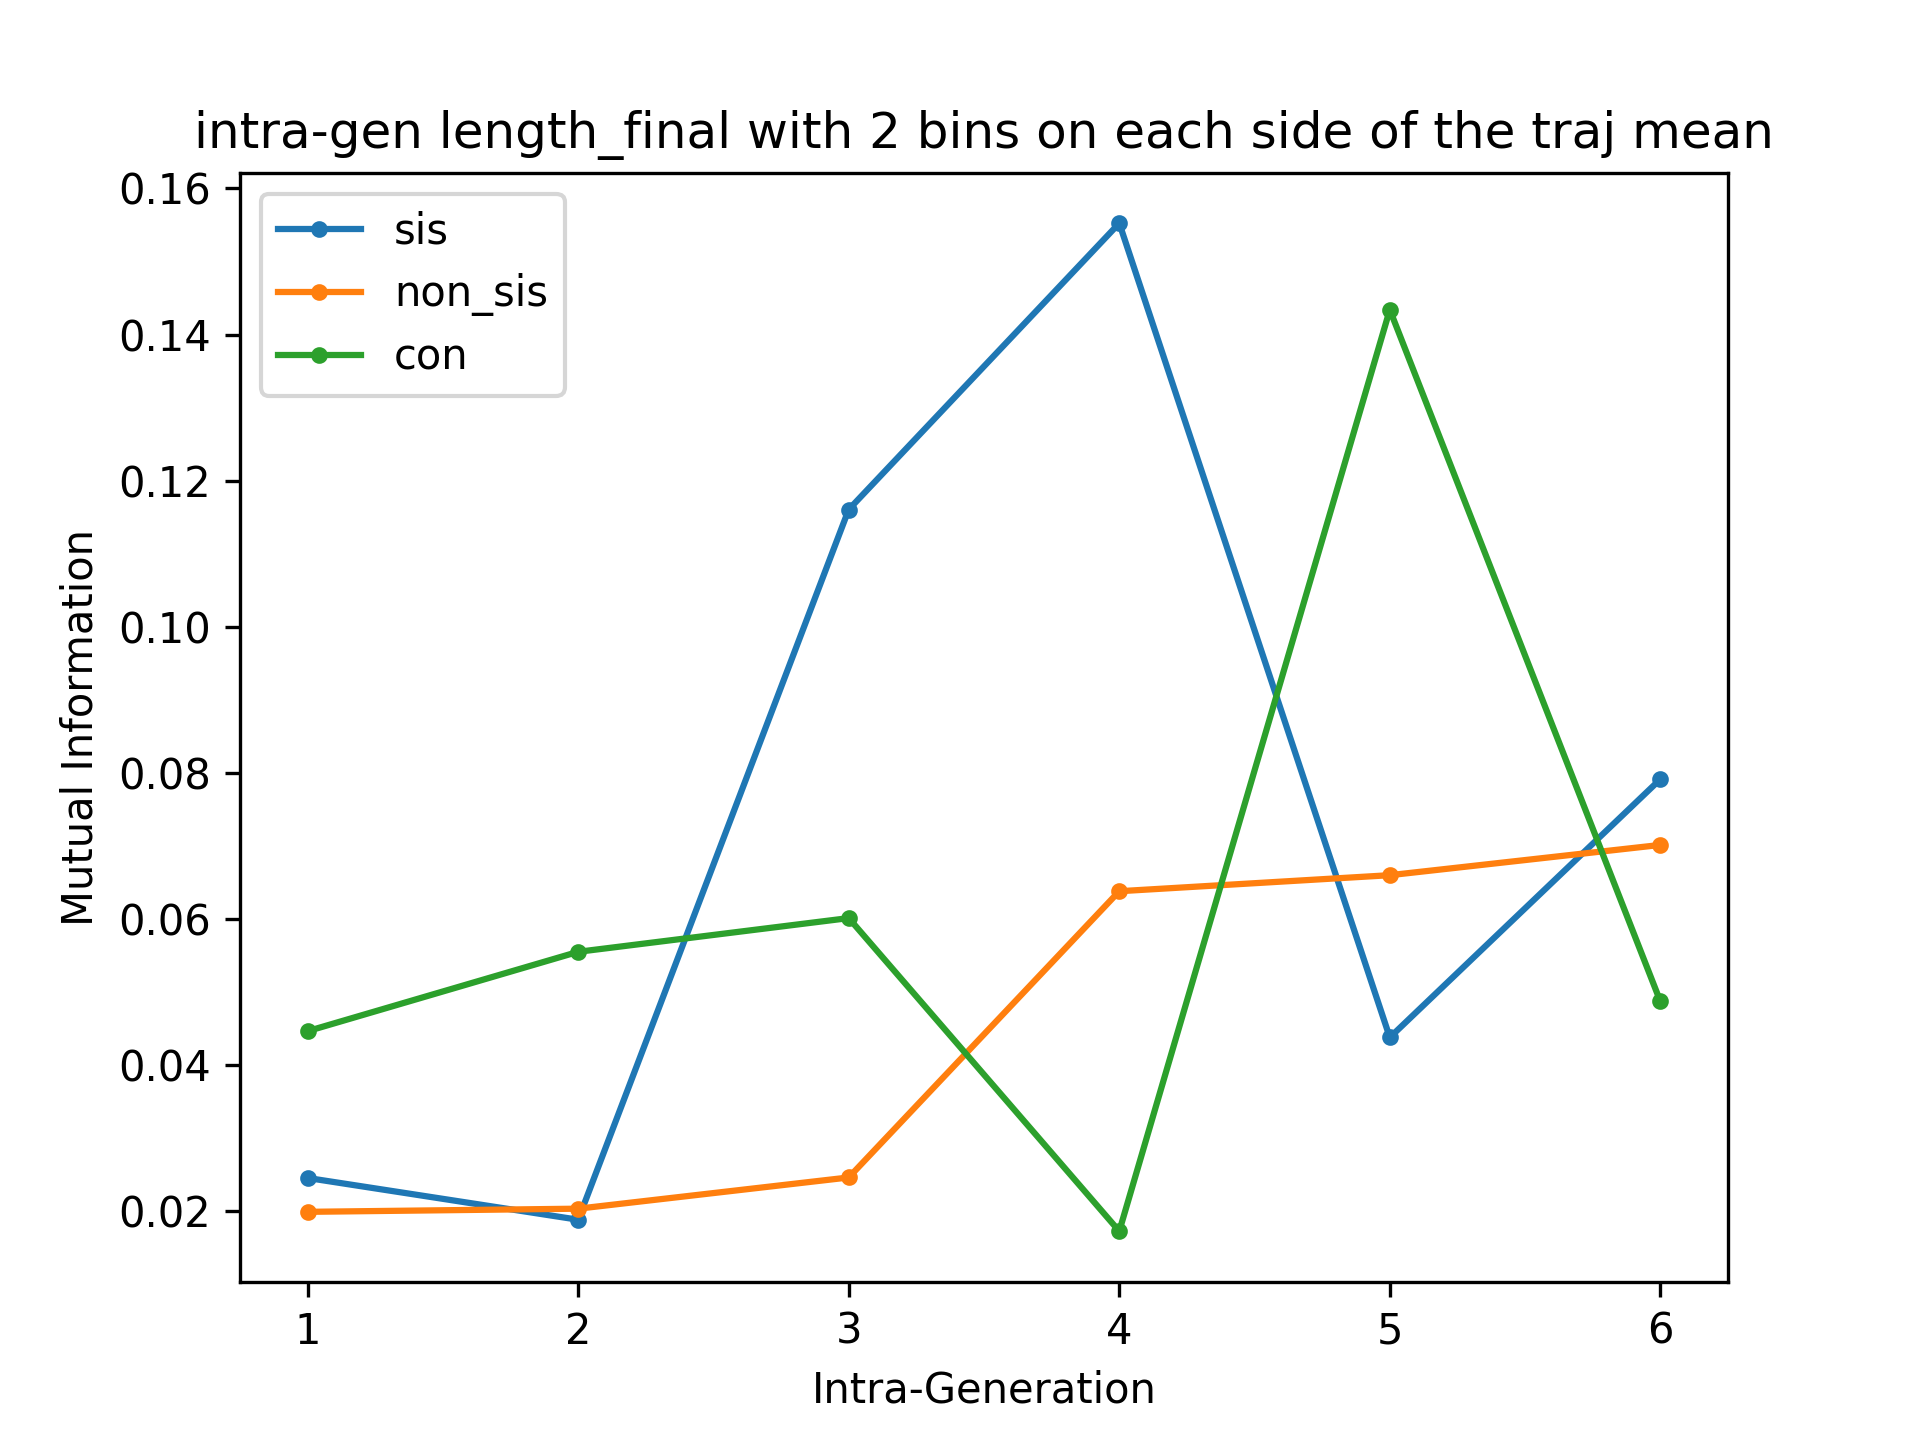 intra-gen length_final with 2 bins on each side of the traj mean
0.16
0.14
0.12
0.10
0.08
0.06
0.04
0.02
Mutual Information
sis
non_sis
con
1 2 3 4 5 6
Intra-Generation